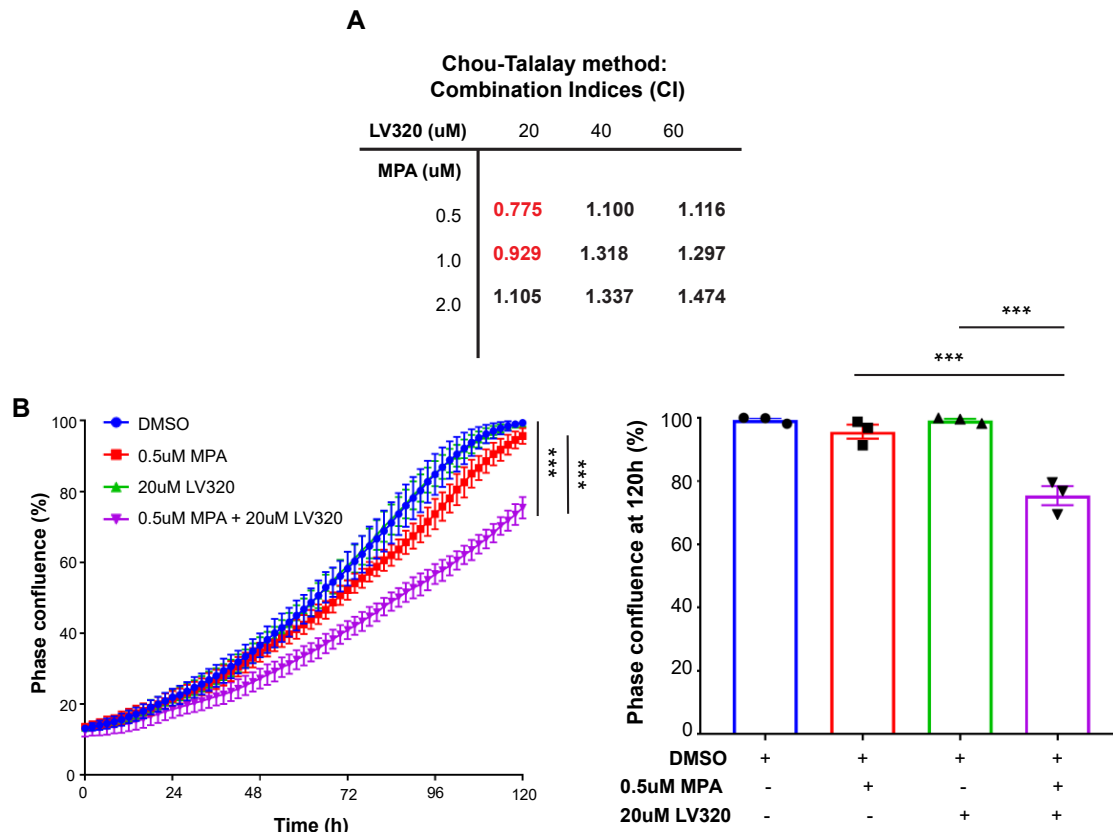 A
Chou-Talalay method:
Combination Indices (CI)
LV320 (uM) 20 40 60
MPA (uM)
0.5 0.775 1.100 1.116
1.0 0.929 1.318 1.297
2.0 1.105 1.337 1.474
B
DMSO
0.5uM MPA
20uM LV320
0.5uM MPA + 20uM LV320
Phase confluence (%)
100
80
60
40
20
0
0 24 48 72 96 120
Time (h)
***
***
***
***
Phase confluence at 120h (%)
100
80
60
40
20
0
DMSO + + + +
0.5uM MPA - + - +
20uM LV320 - - + +